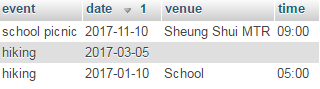 event date 1 venue time
school picnic 2017-11-10 Sheung Shui MTR 09:00
hiking 2017-03-05
hiking 2017-01-10 School 05:00